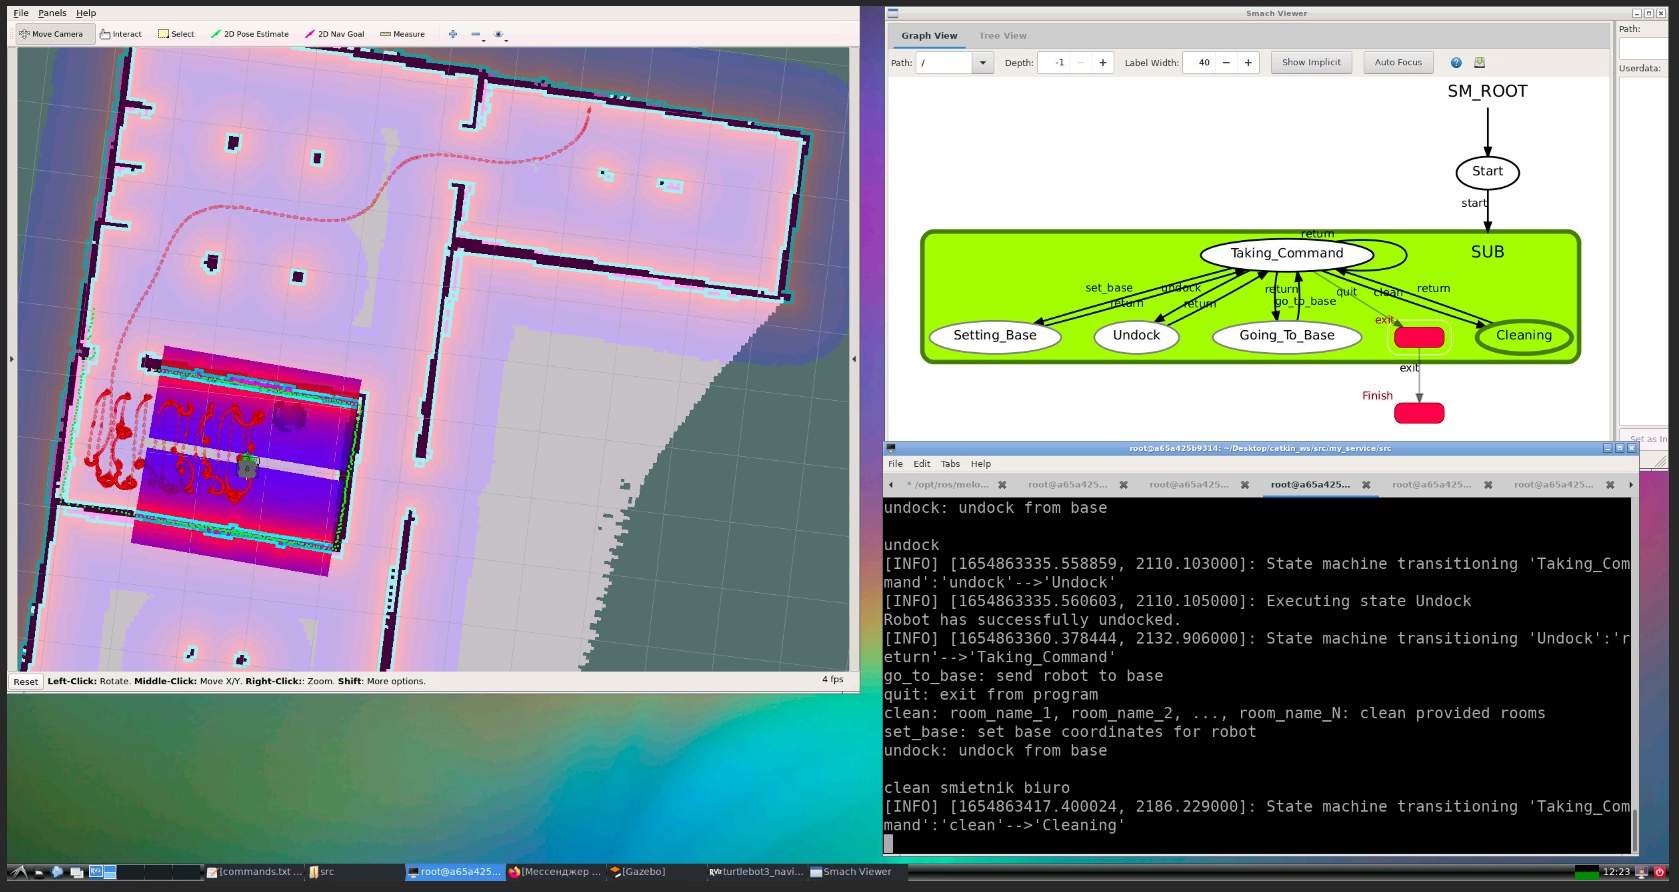 File Panels Help
Move Camera Interact Select 2D Pose Estimate 2D Nav Goal Measure
Reset Left-Click: Rotate. Middle-Click: Move X/Y. Right-Click:: Zoom. Shift: More options. 4 fps
Smach Viewer
Graph View Tree View
Path: / Depth: -1 Label Width: 40 Show Implicit Auto Focus
Path:
Userdata:
Set as In
SM_ROOT
Start
start
return
Taking_Command SUB
set_base undock return quit clean return
return return go_to_base
exit
Setting_Base Undock Going_To_Base Cleaning
exit
Finish
root@a65a425b9314: ~/Desktop/catkin_ws/src/my_service/src
File Edit Tabs Help
* /opt/ros/melo... root@a65a425... root@a65a425... root@a65a425... root@a65a425... root@a65a425...
undock: undock from base
undock
[INFO] [1654863335.558859, 2110.103000]: State machine transitioning 'Taking_Com
mand':'undock'-->'Undock'
[INFO] [1654863335.560603, 2110.105000]: Executing state Undock
Robot has successfully undocked.
[INFO] [1654863360.378444, 2132.906000]: State machine transitioning 'Undock':'r
eturn'-->'Taking_Command'
go_to_base: send robot to base
quit: exit from program
clean: room_name_1, room_name_2, ..., room_name_N: clean provided rooms
set_base: set base coordinates for robot
undock: undock from base
clean smietnik biuro
[INFO] [1654863417.400024, 2186.229000]: State machine transitioning 'Taking_Com
mand':'clean'-->'Cleaning'
[commands.txt ... src root@a65a425... [Мессенджер ... [Gazebo] turtlebot3_navi... Smach Viewer 12:23